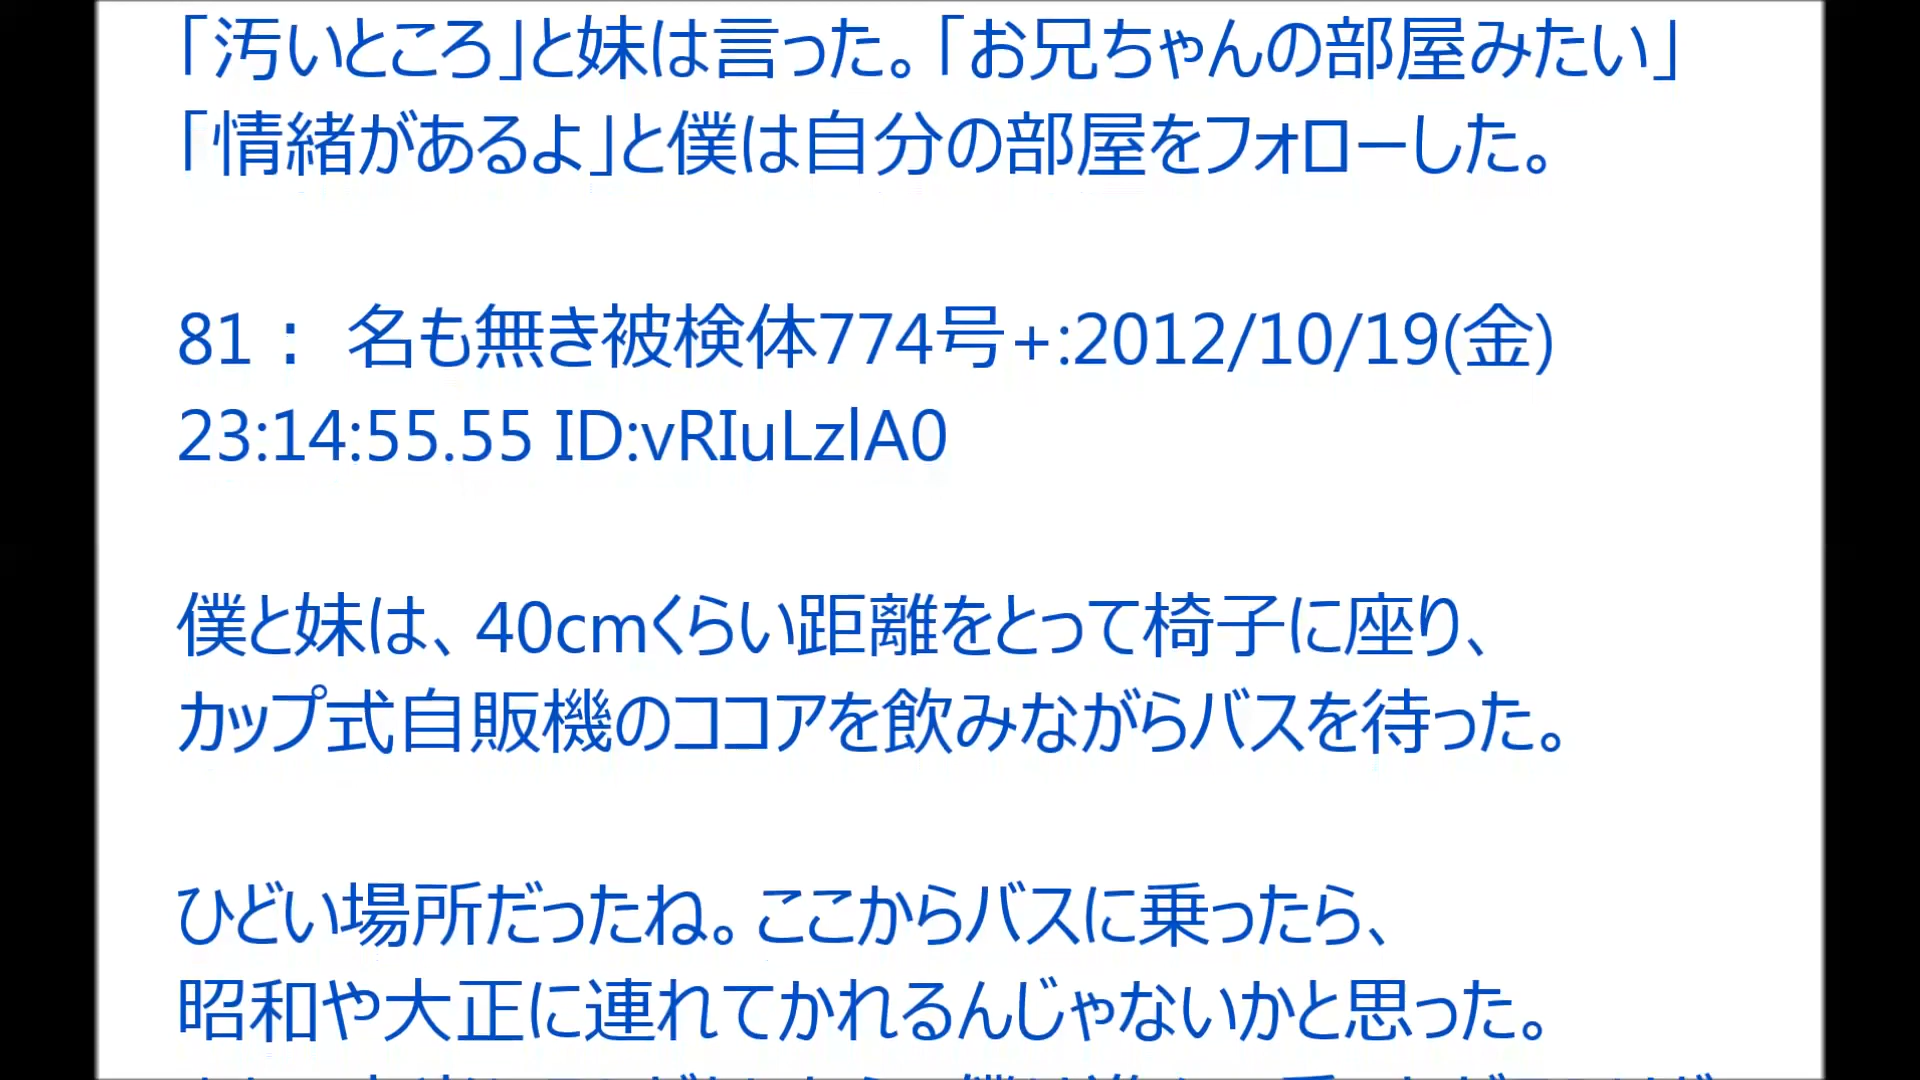 「汚いところ」と妹は言った。「お兄ちゃんの部屋みたい」
「情緒があるよ」と僕は自分の部屋をフォローした。
81： 名も無き被検体774号+:2012/10/19(金)
23:14:55.55 ID:vRIuLzlA0
僕と妹は、40cmくらい距離をとって椅子に座り、
カップ式自販機のココアを飲みながらバスを待った。
ひどい場所だったね。ここからバスに乗ったら、
昭和や大正に連れてかれるんじゃないかと思った。